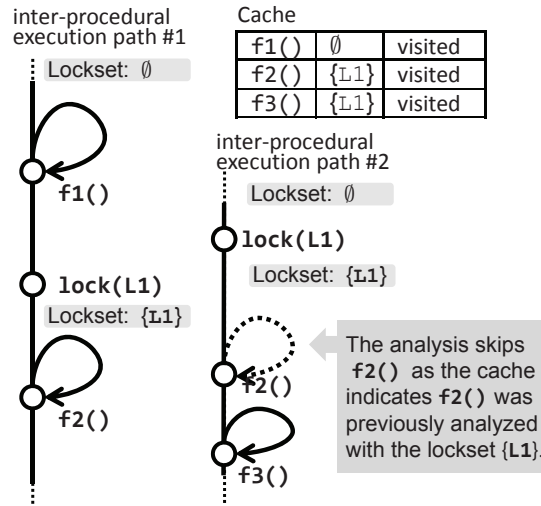 inter-procedural
execution path #1
Lockset: ∅
f1()
lock(L1)
Lockset: {L1}
f2()
Cache
f1() ∅ visited
f2() {L1} visited
f3() {L1} visited
inter-procedural
execution path #2
Lockset: ∅
lock(L1)
Lockset: {L1}
f2()
f3()
The analysis skips
f2() as the cache
indicates f2() was
previously analyzed
with the lockset {L1}.